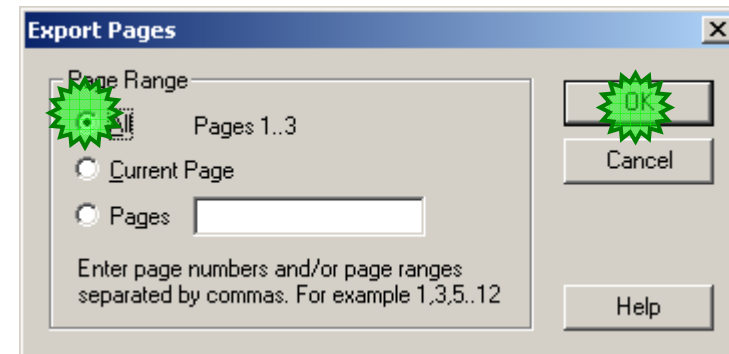 Export Pages
Page Range
All Pages 1..3
Current Page
Pages
Enter page numbers and/or page ranges
separated by commas. For example 1,3,5..12
OK
Cancel
Help